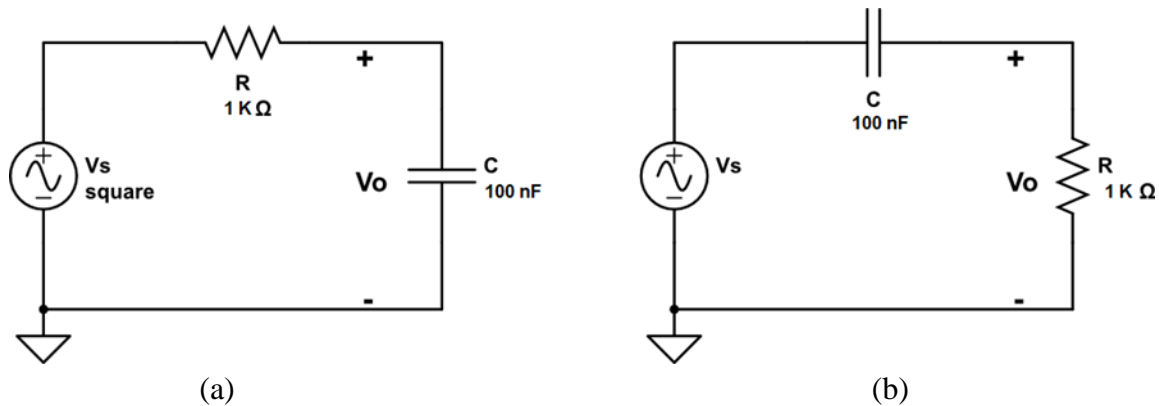 R
1 K Ω
+
Vs
square
+
−
Vo
C
100 nF
-
(a)
C
100 nF
+
Vs
+
−
Vo
R
1 K Ω
-
(b)